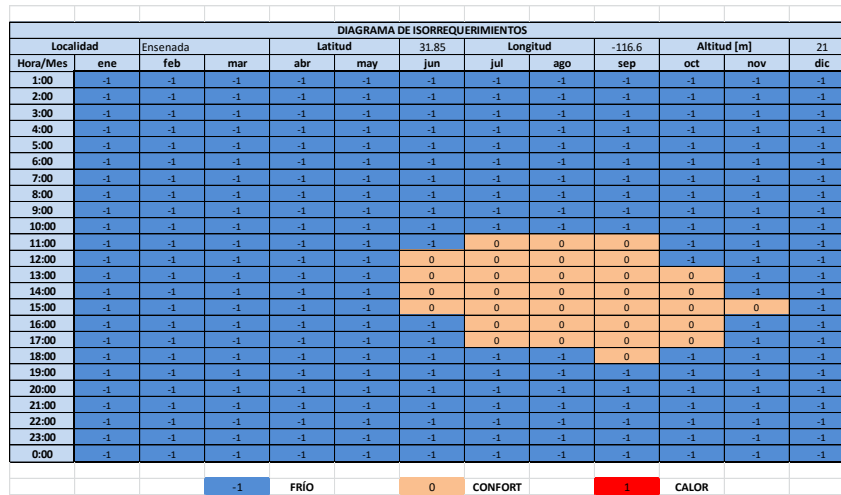 DIAGRAMA DE ISORREQUERIMIENTOS
Localidad Ensenada Latitud 31.85 Longitud -116.6 Altitud [m] 21
Hora/Mes ene feb mar abr may jun jul ago sep oct nov dic
1:00 -1 -1 -1 -1 -1 -1 -1 -1 -1 -1 -1 -1
2:00 -1 -1 -1 -1 -1 -1 -1 -1 -1 -1 -1 -1
3:00 -1 -1 -1 -1 -1 -1 -1 -1 -1 -1 -1 -1
4:00 -1 -1 -1 -1 -1 -1 -1 -1 -1 -1 -1 -1
5:00 -1 -1 -1 -1 -1 -1 -1 -1 -1 -1 -1 -1
6:00 -1 -1 -1 -1 -1 -1 -1 -1 -1 -1 -1 -1
7:00 -1 -1 -1 -1 -1 -1 -1 -1 -1 -1 -1 -1
8:00 -1 -1 -1 -1 -1 -1 -1 -1 -1 -1 -1 -1
9:00 -1 -1 -1 -1 -1 -1 -1 -1 -1 -1 -1 -1
10:00 -1 -1 -1 -1 -1 -1 -1 -1 -1 -1 -1 -1
11:00 -1 -1 -1 -1 -1 -1 0 0 0 -1 -1 -1
12:00 -1 -1 -1 -1 -1 0 0 0 0 -1 -1 -1
13:00 -1 -1 -1 -1 -1 0 0 0 0 0 -1 -1
14:00 -1 -1 -1 -1 -1 0 0 0 0 0 -1 -1
15:00 -1 -1 -1 -1 -1 0 0 0 0 0 0 -1
16:00 -1 -1 -1 -1 -1 -1 0 0 0 0 -1 -1
17:00 -1 -1 -1 -1 -1 -1 0 0 0 0 -1 -1
18:00 -1 -1 -1 -1 -1 -1 -1 -1 0 -1 -1 -1
19:00 -1 -1 -1 -1 -1 -1 -1 -1 -1 -1 -1 -1
20:00 -1 -1 -1 -1 -1 -1 -1 -1 -1 -1 -1 -1
21:00 -1 -1 -1 -1 -1 -1 -1 -1 -1 -1 -1 -1
22:00 -1 -1 -1 -1 -1 -1 -1 -1 -1 -1 -1 -1
23:00 -1 -1 -1 -1 -1 -1 -1 -1 -1 -1 -1 -1
0:00 -1 -1 -1 -1 -1 -1 -1 -1 -1 -1 -1 -1
-1 FRÍO 0 CONFORT 1 CALOR